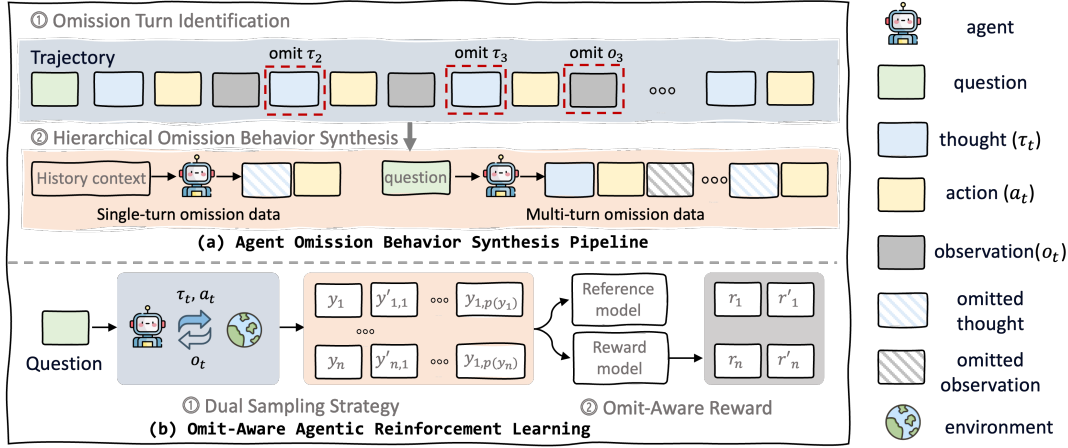 ① Omission Turn Identification
Trajectory
omit τ₂
omit τ₃
omit o₃
② Hierarchical Omission Behavior Synthesis
History context
question
Single-turn omission data
Multi-turn omission data
(a) Agent Omission Behavior Synthesis Pipeline
Question
τₜ, aₜ
oₜ
y₁ y′₁,₁ y₁,ₚ₍y₁₎
yₙ y′ₙ,₁ y₁,ₚ₍yₙ₎
Reference
model
Reward
model
r₁ r′₁
rₙ r′ₙ
① Dual Sampling Strategy
② Omit-Aware Reward
(b) Omit-Aware Agentic Reinforcement Learning
agent
question
thought (τₜ)
action (aₜ)
observation(oₜ)
omitted
thought
omitted
observation
environment